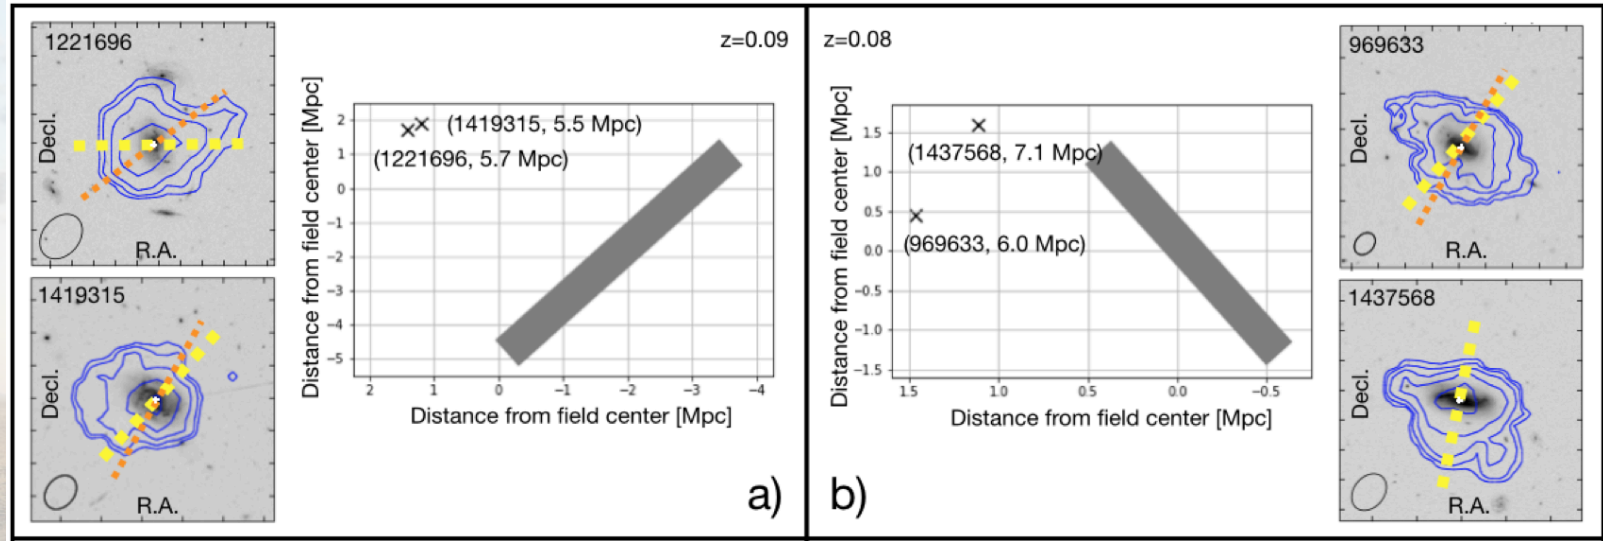 1221696
Decl.
R.A.
1419315
Decl.
R.A.
z=0.09
Distance from field center [Mpc]
2
1
0
−1
−2
−3
−4
−5
(1419315, 5.5 Mpc)
(1221696, 5.7 Mpc)
2 1 0 −1 −2 −3 −4
Distance from field center [Mpc]
a)
z=0.08
Distance from field center [Mpc]
1.5
1.0
0.5
0.0
−0.5
−1.0
−1.5
(1437568, 7.1 Mpc)
(969633, 6.0 Mpc)
1.5 1.0 0.5 0.0 −0.5
Distance from field center [Mpc]
b)
969633
Decl.
R.A.
1437568
Decl.
R.A.